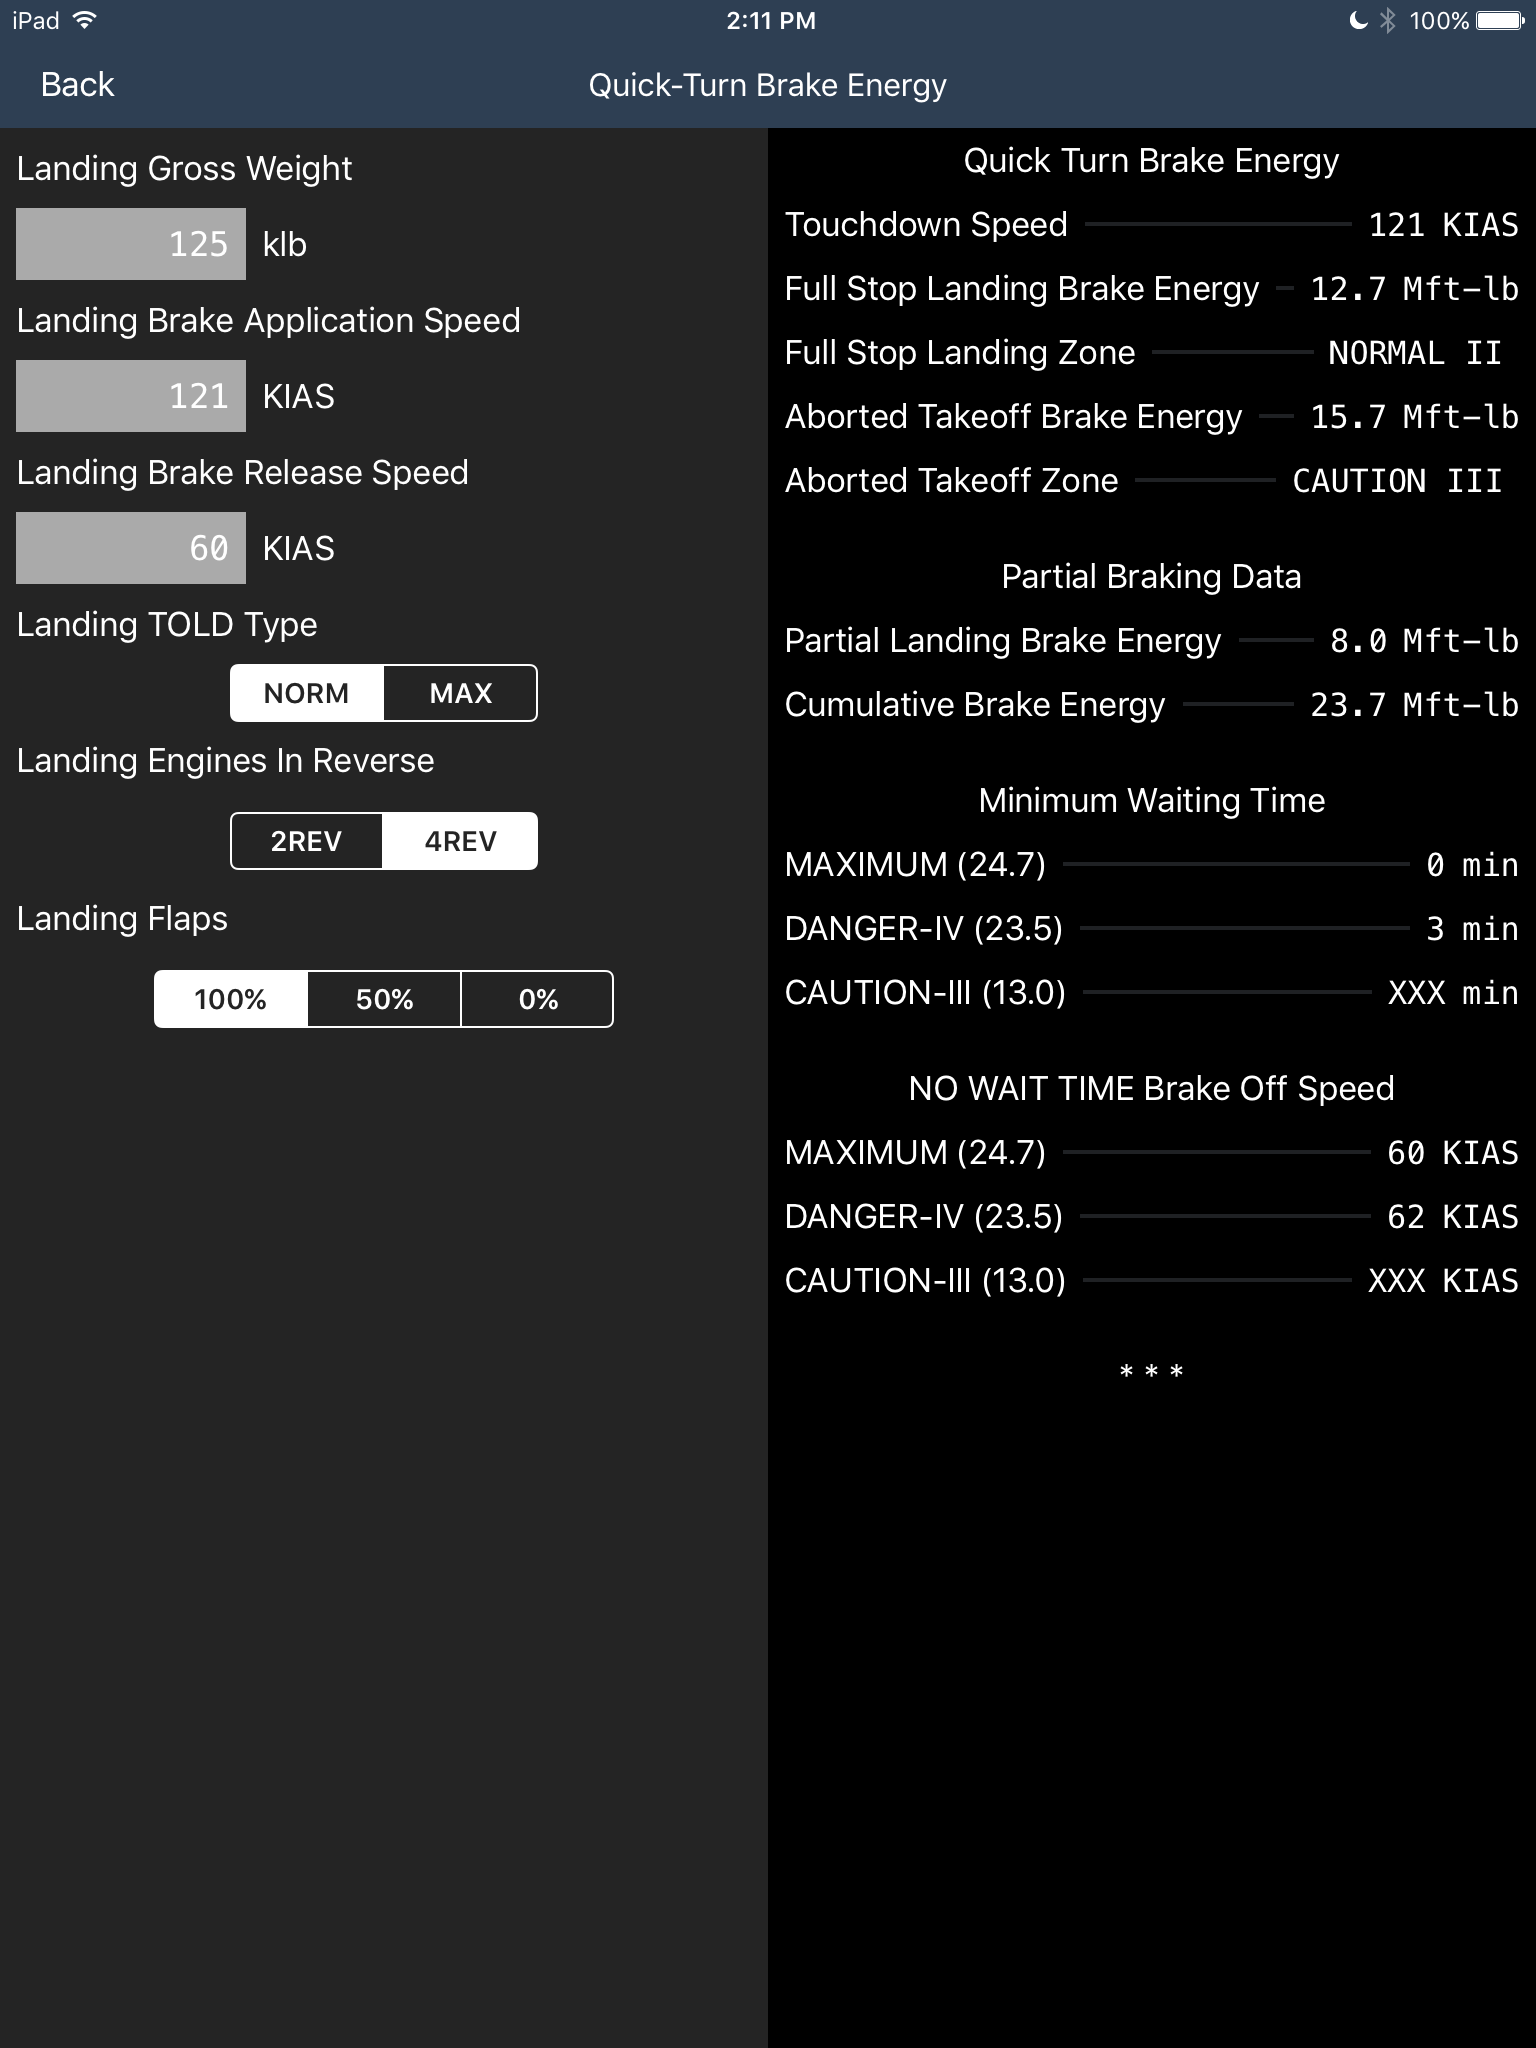 iPad
2:11 PM
100%
Back
Quick-Turn Brake Energy
Landing Gross Weight
125 klb
Landing Brake Application Speed
121 KIAS
Landing Brake Release Speed
60 KIAS
Landing TOLD Type
NORM MAX
Landing Engines In Reverse
2REV 4REV
Landing Flaps
100% 50% 0%
Quick Turn Brake Energy
Touchdown Speed 121 KIAS
Full Stop Landing Brake Energy 12.7 Mft-lb
Full Stop Landing Zone NORMAL II
Aborted Takeoff Brake Energy 15.7 Mft-lb
Aborted Takeoff Zone CAUTION III
Partial Braking Data
Partial Landing Brake Energy 8.0 Mft-lb
Cumulative Brake Energy 23.7 Mft-lb
Minimum Waiting Time
MAXIMUM (24.7) 0 min
DANGER-IV (23.5) 3 min
CAUTION-III (13.0) XXX min
NO WAIT TIME Brake Off Speed
MAXIMUM (24.7) 60 KIAS
DANGER-IV (23.5) 62 KIAS
CAUTION-III (13.0) XXX KIAS
* * *